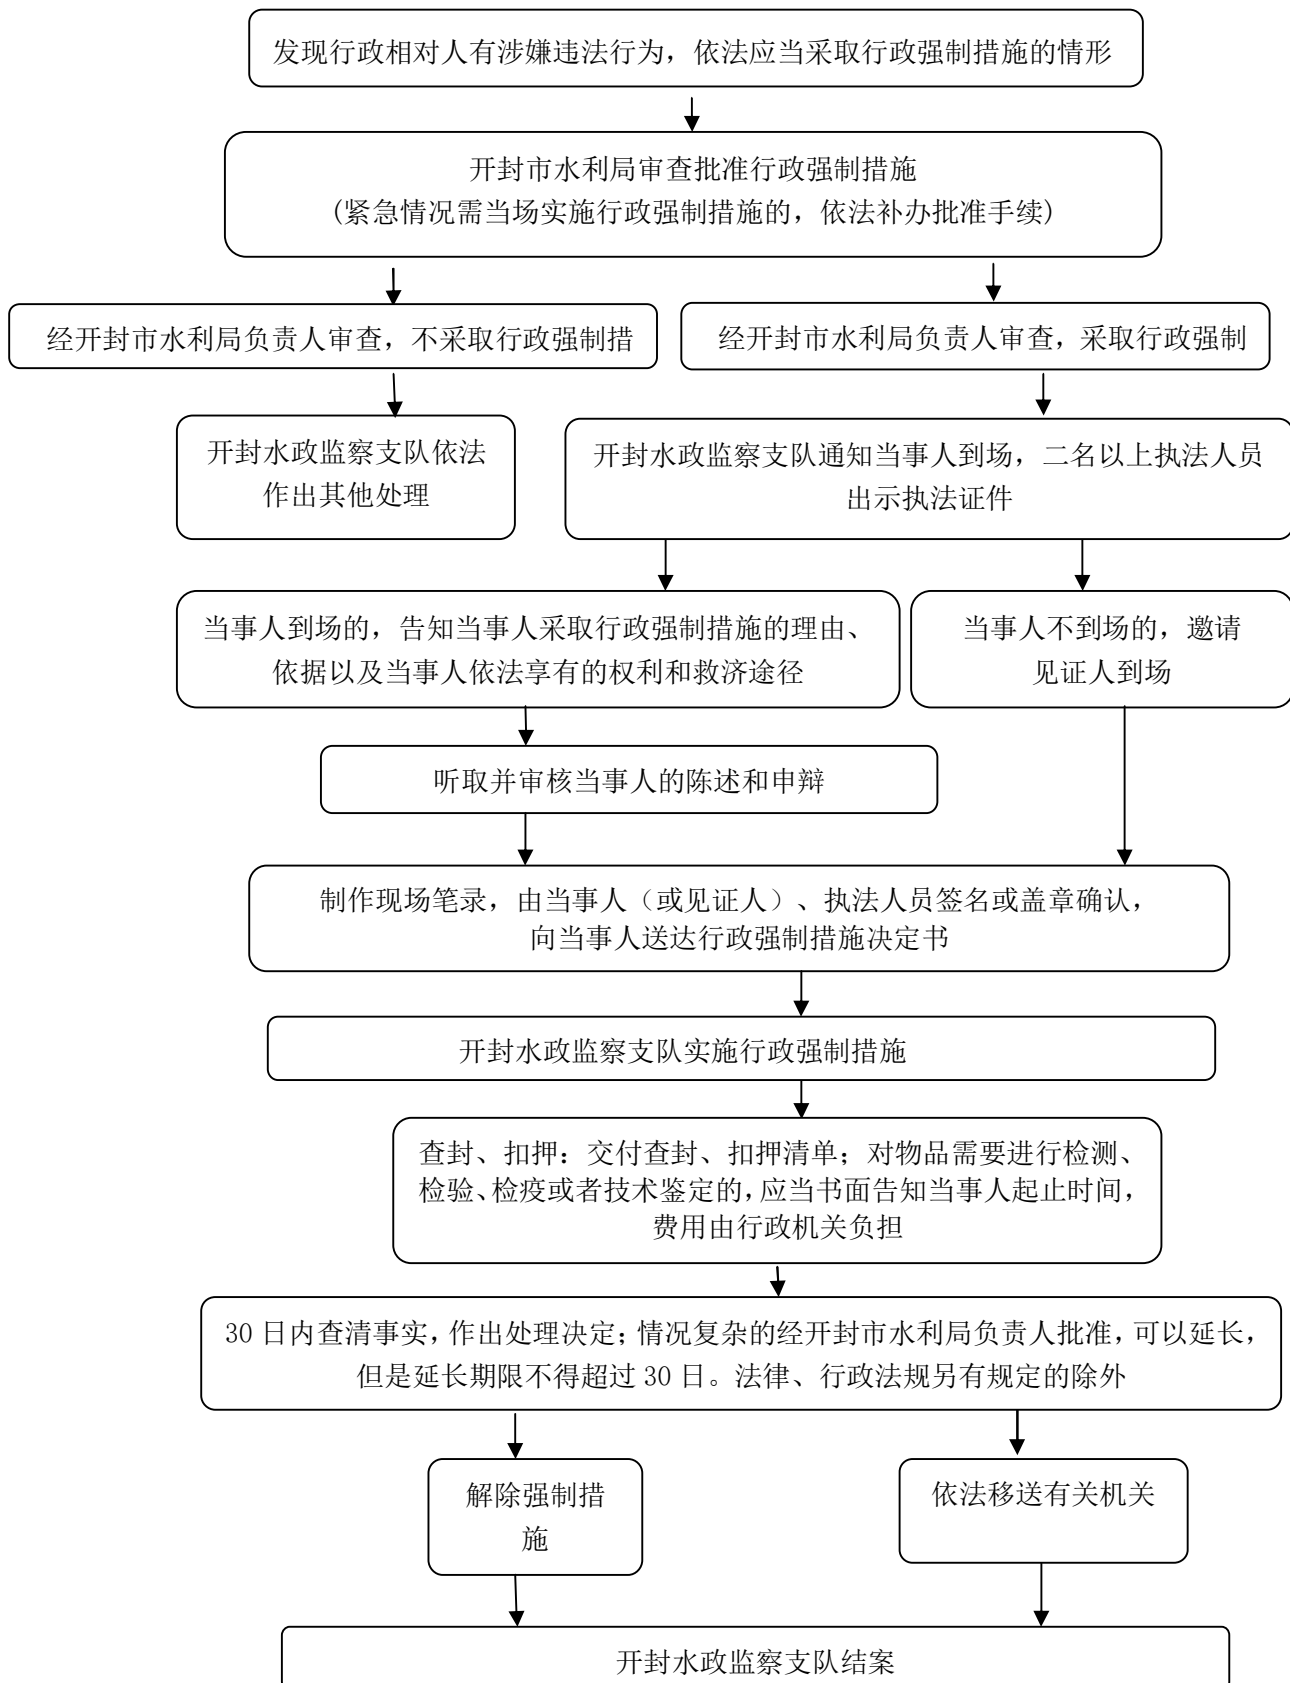 发现行政相对人有涉嫌违法行为，依法应当采取行政强制措施的情形
开封市水利局审查批准行政强制措施
(紧急情况需当场实施行政强制措施的，依法补办批准手续)
经开封市水利局负责人审查，不采取行政强制措
经开封市水利局负责人审查，采取行政强制
开封水政监察支队依法
作出其他处理
开封水政监察支队通知当事人到场，二名以上执法人员
出示执法证件
当事人到场的，告知当事人采取行政强制措施的理由、
依据以及当事人依法享有的权利和救济途径
当事人不到场的，邀请
见证人到场
听取并审核当事人的陈述和申辩
制作现场笔录，由当事人（或见证人）、执法人员签名或盖章确认，
向当事人送达行政强制措施决定书
开封水政监察支队实施行政强制措施
查封、扣押：交付查封、扣押清单；对物品需要进行检测、
检验、检疫或者技术鉴定的，应当书面告知当事人起止时间，
费用由行政机关负担
30 日内查清事实，作出处理决定；情况复杂的经开封市水利局负责人批准，可以延长，
但是延长期限不得超过 30 日。法律、行政法规另有规定的除外
解除强制措
施
依法移送有关机关
开封水政监察支队结案